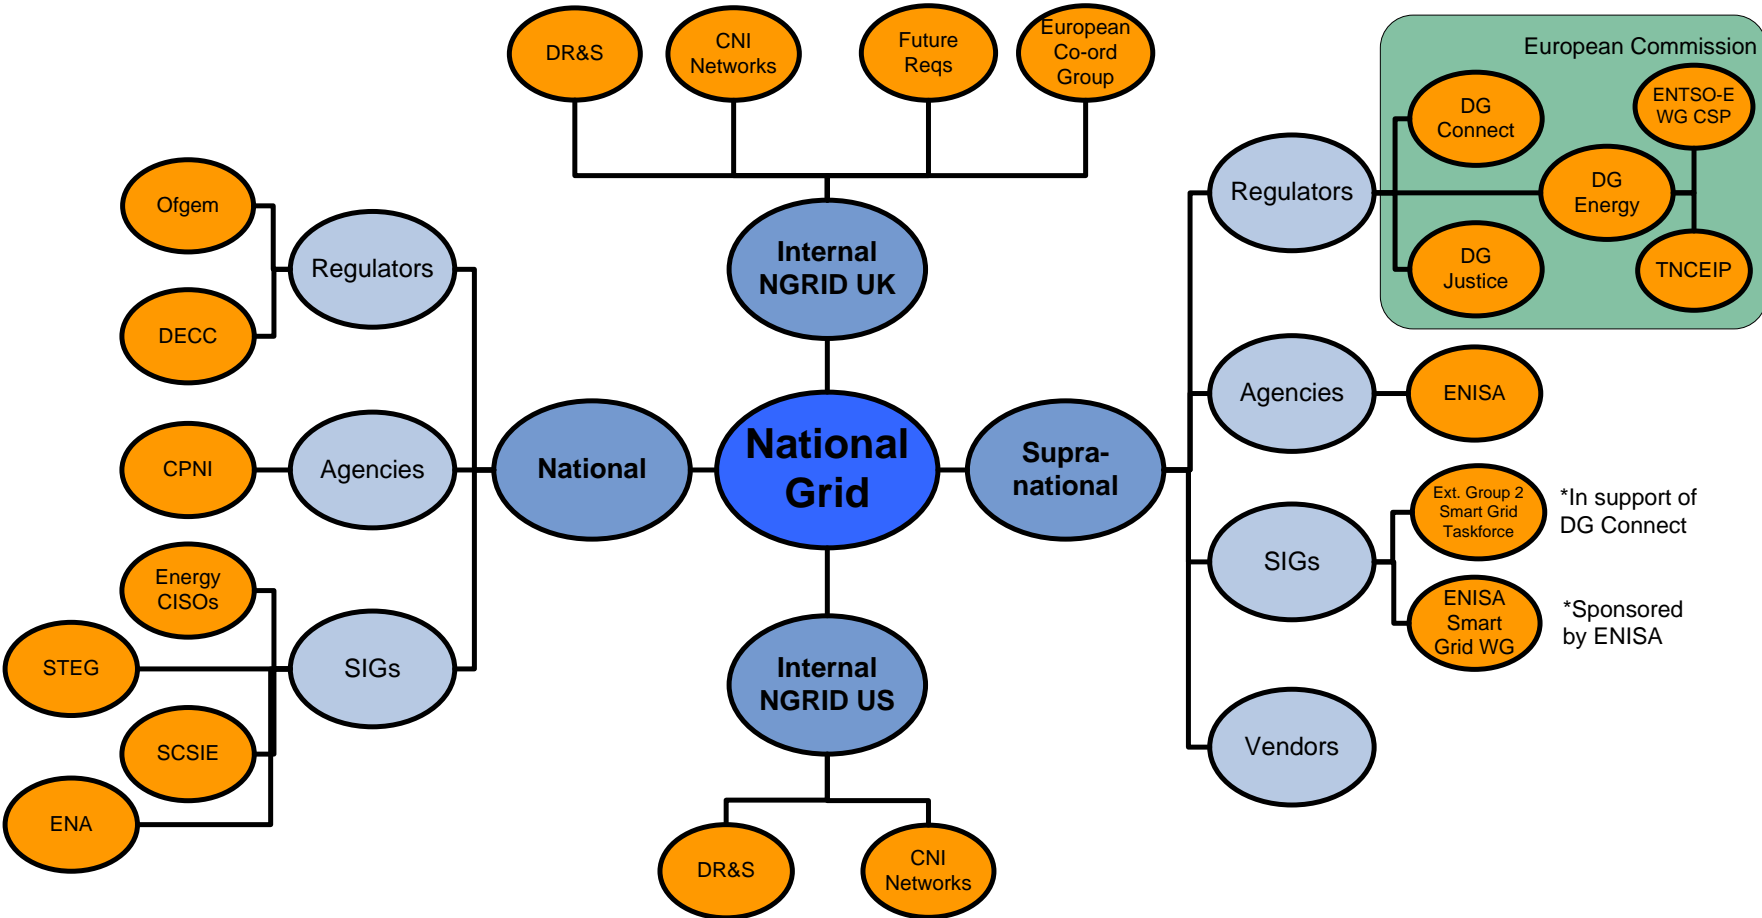 DR&S
CNI
Networks
Future
Reqs
European
Co-ord
Group
European Commission
DG
Connect
ENTSO-E
WG CSP
Regulators
DG
Energy
DG
Justice
TNCEIP
Ofgem
Regulators
DECC
Internal
NGRID UK
Agencies
ENISA
CPNI
Agencies
National
National
Grid
Supra-
national
Ext. Group 2
Smart Grid
Taskforce
*In support of
DG Connect
SIGs
ENISA
Smart
Grid WG
*Sponsored
by ENISA
Energy
CISOs
STEG
SIGs
SCSIE
ENA
Internal
NGRID US
Vendors
DR&S
CNI
Networks